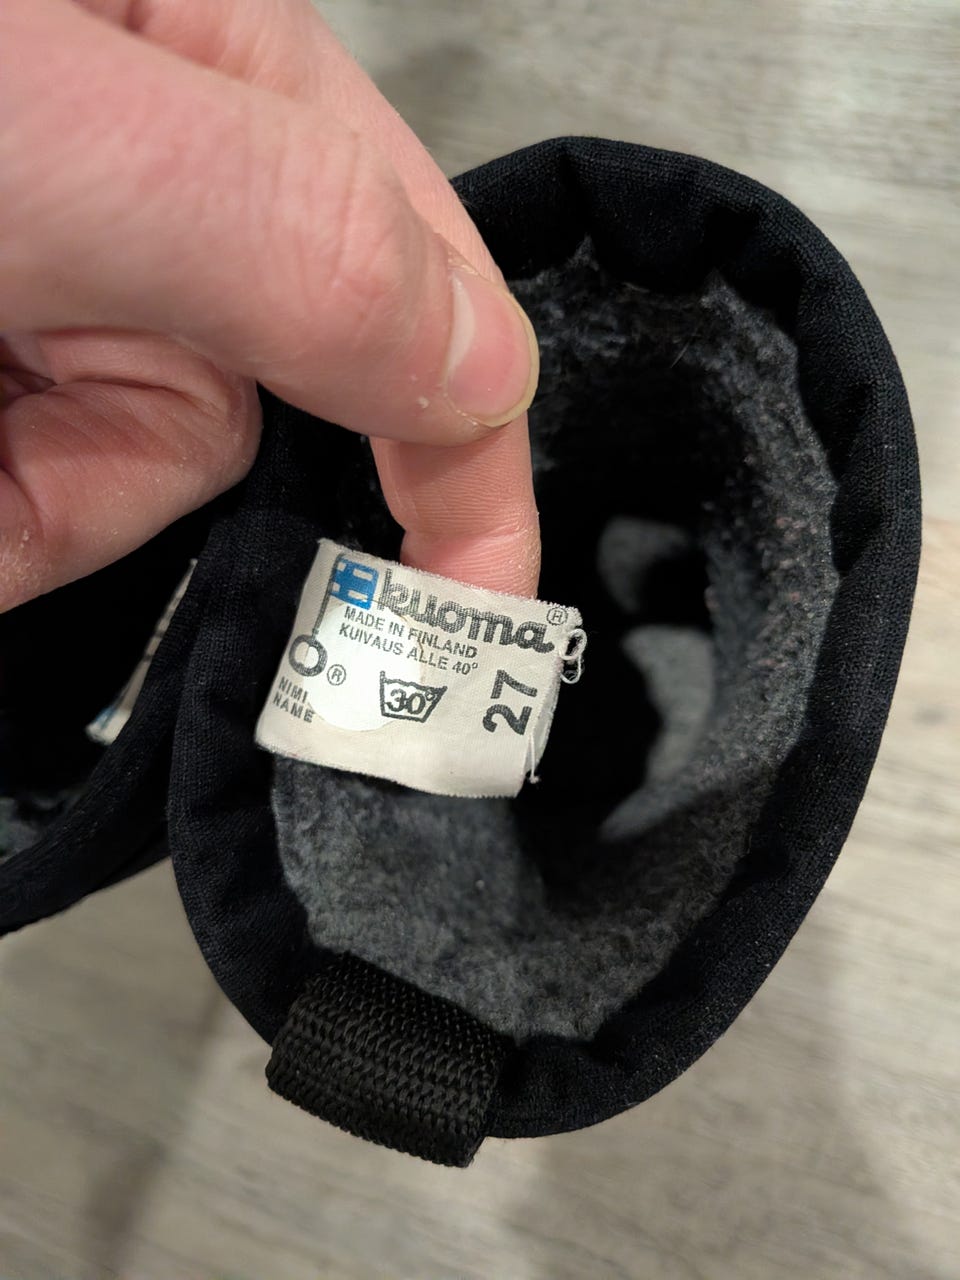 kuoma®
MADE IN FINLAND
KUIVAUS ALLE 40°
®
30°
27
NIMI
NAME